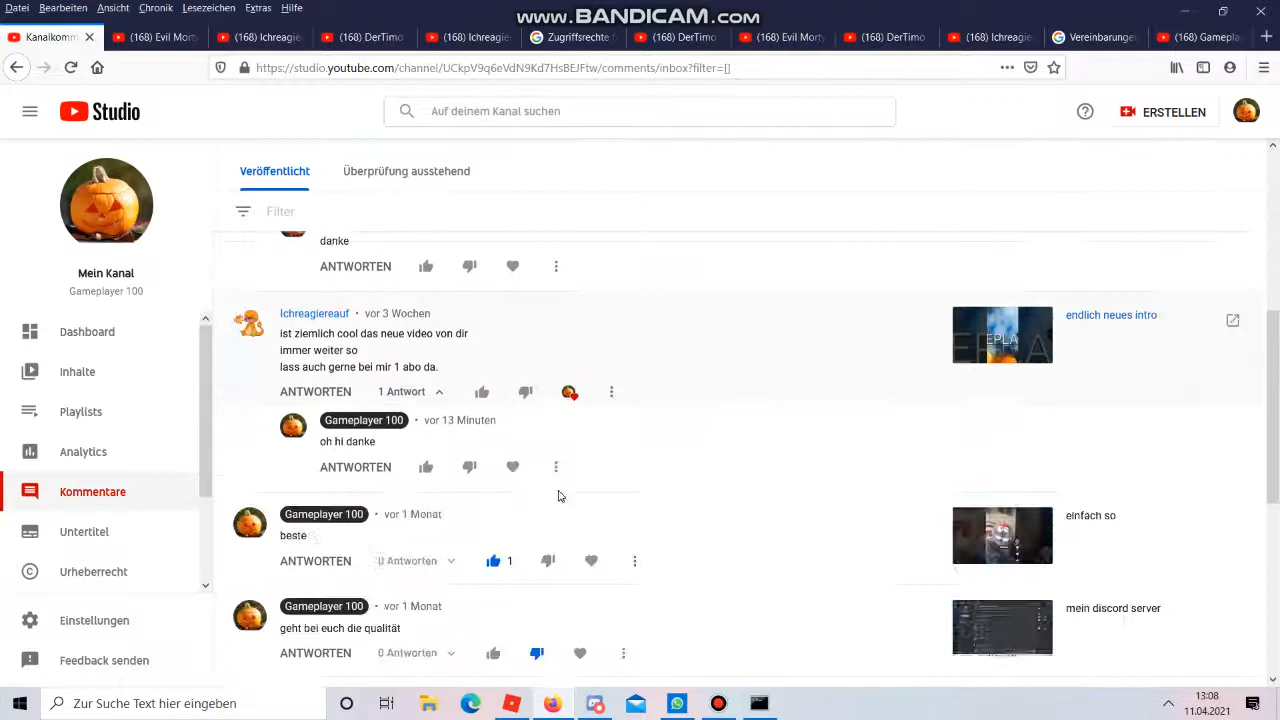 Datei Bearbeiten Ansicht Chronik Lesezeichen Extras Hilfe
www.BANDICAM.com
Kanalkomm
(168) Evil Mort
(168) Ichreagie
(168) DerTimo
(168) Ichreagie
Zugriffsrechte
(168) DerTimo
(168) Evil Mort
(168) DerTimo
(168) Ichreagie
Vereinbarung
(168) Gamepla
https://studio.youtube.com/channel/UCkpV9q6eVdN9Kd7HsBEJFtw/comments/inbox?filter=[]
Studio
Auf deinem Kanal suchen
ERSTELLEN
Mein Kanal
Gameplayer 100
Dashboard
Inhalte
Playlists
Analytics
Kommentare
Untertitel
Urheberrecht
Einstellungen
Feedback senden
Veröffentlicht Überprüfung ausstehend
Filter
danke
ANTWORTEN
Ichreagiereauf • vor 3 Wochen
ist ziemlich cool das neue video von dir
immer weiter so
lass auch gerne bei mir 1 abo da.
ANTWORTEN 1 Antwort
endlich neues intro
EPLA
Gameplayer 100 • vor 13 Minuten
oh hi danke
ANTWORTEN
Gameplayer 100 • vor 1 Monat
beste
ANTWORTEN 0 Antworten 1
einfach so
Gameplayer 100 • vor 1 Monat
geht bei euch die qualität
ANTWORTEN 0 Antworten
mein discord server
Zur Suche Text hier eingeben
13:08
11.04.2021